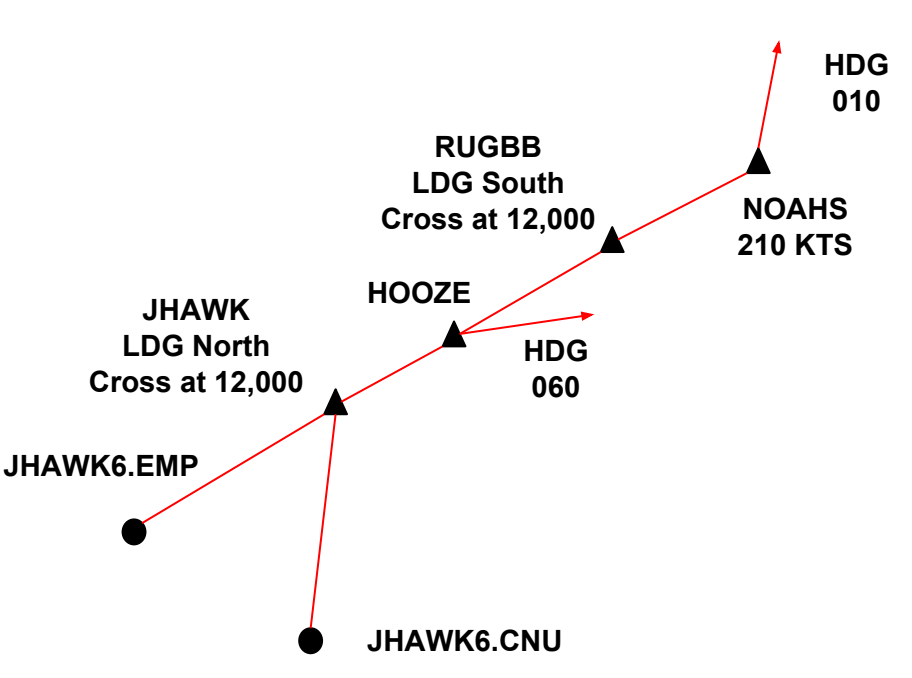 HDG
010
RUGBB
LDG South
Cross at 12,000
NOAHS
210 KTS
HOOZE
JHAWK
LDG North
Cross at 12,000
HDG
060
JHAWK6.EMP
JHAWK6.CNU